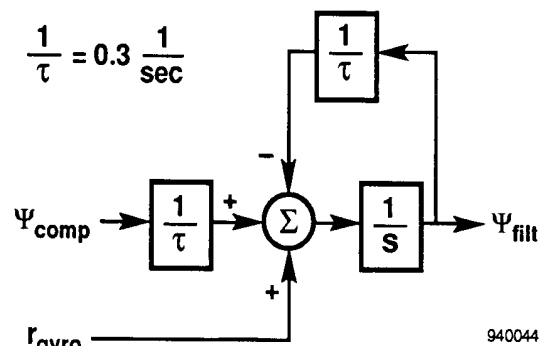 1/τ = 0.3 1/sec
1/τ
−
Ψcomp
1/τ
+
Σ
1/s
Ψfilt
+
rgyro
940044